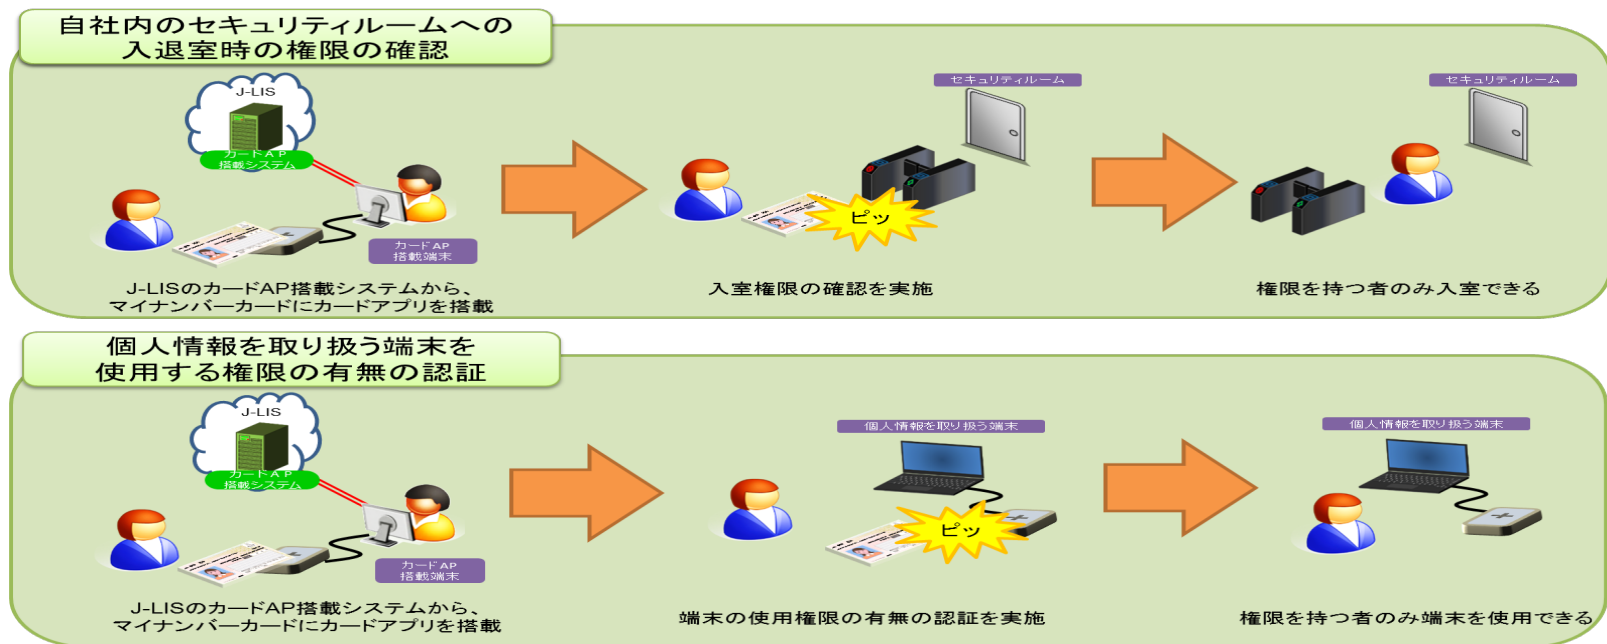 自社内のセキュリティルームへの
入退室時の権限の確認
J-LIS
カードAP
搭載システム
カードAP
搭載端末
J-LISのカードAP搭載システムから、
マイナンバーカードにカードアプリを搭載
セキュリティルーム
ピッ
入室権限の確認を実施
セキュリティルーム
権限を持つ者のみ入室できる
個人情報を取り扱う端末を
使用する権限の有無の認証
J-LIS
カードAP
搭載システム
カードAP
搭載端末
J-LISのカードAP搭載システムから、
マイナンバーカードにカードアプリを搭載
個人情報を取り扱う端末
ピッ
端末の使用権限の有無の認証を実施
個人情報を取り扱う端末
権限を持つ者のみ端末を使用できる